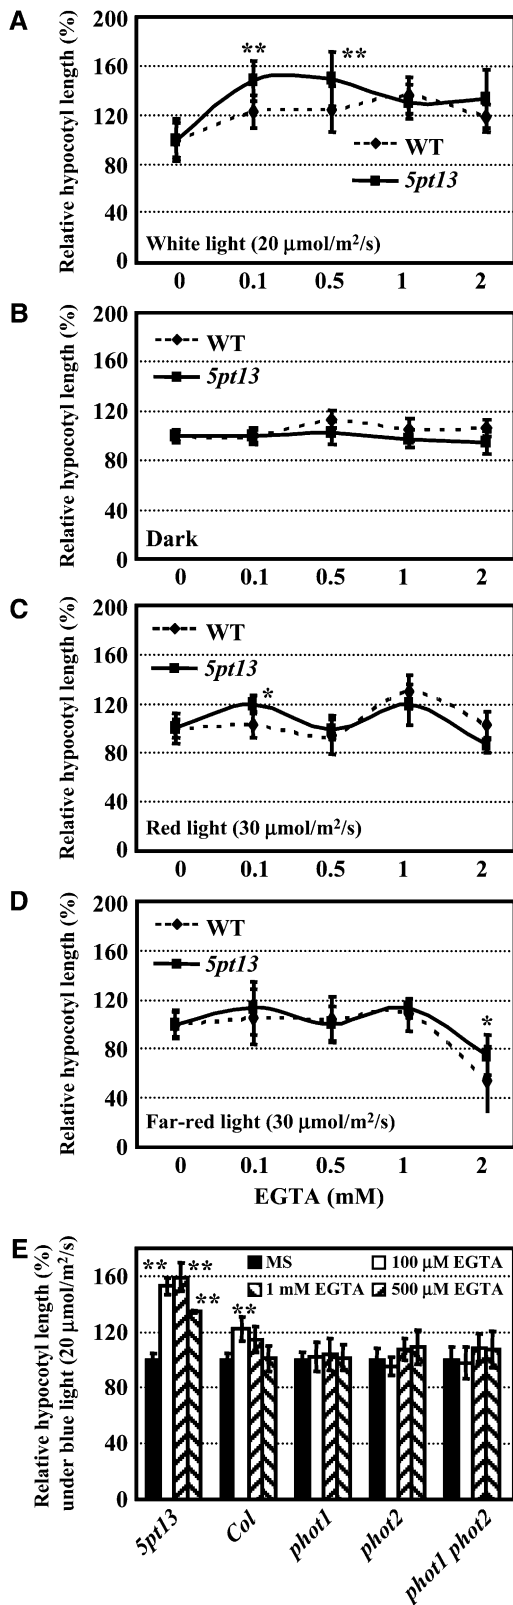 A
Relative hypocotyl length (%)
200
160
120
80
40
0
** **
WT
5pt13
White light (20 μmol/m²/s)
0 0.1 0.5 1 2
B
Relative hypocotyl length (%)
200
160
120
80
40
0
WT
5pt13
Dark
0 0.1 0.5 1 2
C
Relative hypocotyl length (%)
200
160
120
80
40
0
WT
5pt13
*
Red light (30 μmol/m²/s)
0 0.1 0.5 1 2
D
Relative hypocotyl length (%)
200
160
120
80
40
0
WT
5pt13
*
Far-red light (30 μmol/m²/s)
0 0.1 0.5 1 2
EGTA (mM)
E
Relative hypocotyl length (%)
under blue light (20 μmol/m²/s)
160
120
80
40
0
MS 100 μM EGTA
1 mM EGTA 500 μM EGTA
** ** ** **
5pt13 Col phot1 phot2 phot1 phot2